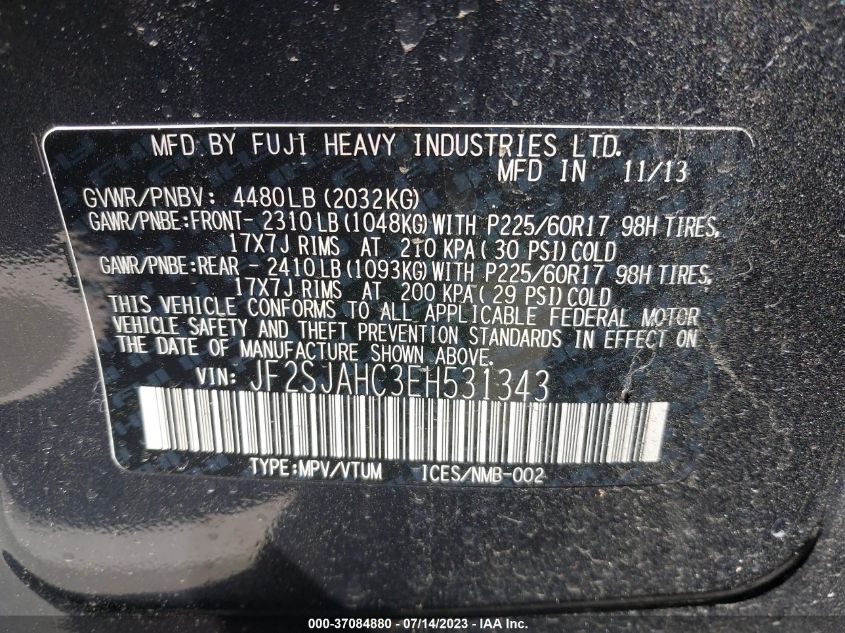 MFD.BY FUJI HEAVY INDUSTRIES LTD.
MFD IN 11/13
GVWR/PNBV: 4480LB(2032KG)
GAWR/PNBE:FRONT- 2310LB(1048KG)WITH P225/60R17 98H TIRES,
17X7J RIMS AT 210 KPA( 30 PSI)COLD
GAWR/PNBE:REAR - 2410LB(1093KG)WITH P225/60R17 98H TIRES,
17X7J RIMS AT 200 KPA( 29 PSI)COLD
THIS VEHICLE CONFORMS TO ALL APPLICABLE FEDERAL MOTOR
VEHICLE SAFETY AND THEFT PREVENTION STANDARDS IN EFFECT ON
THE DATE OF MANUFACTURE SHOWN ABOVE.
VIN: JF2SJAHC3EH531343
TYPE:MPV/VTUM ICES/NMB-002
000-37084880 - 07/14/2023 - IAA Inc.